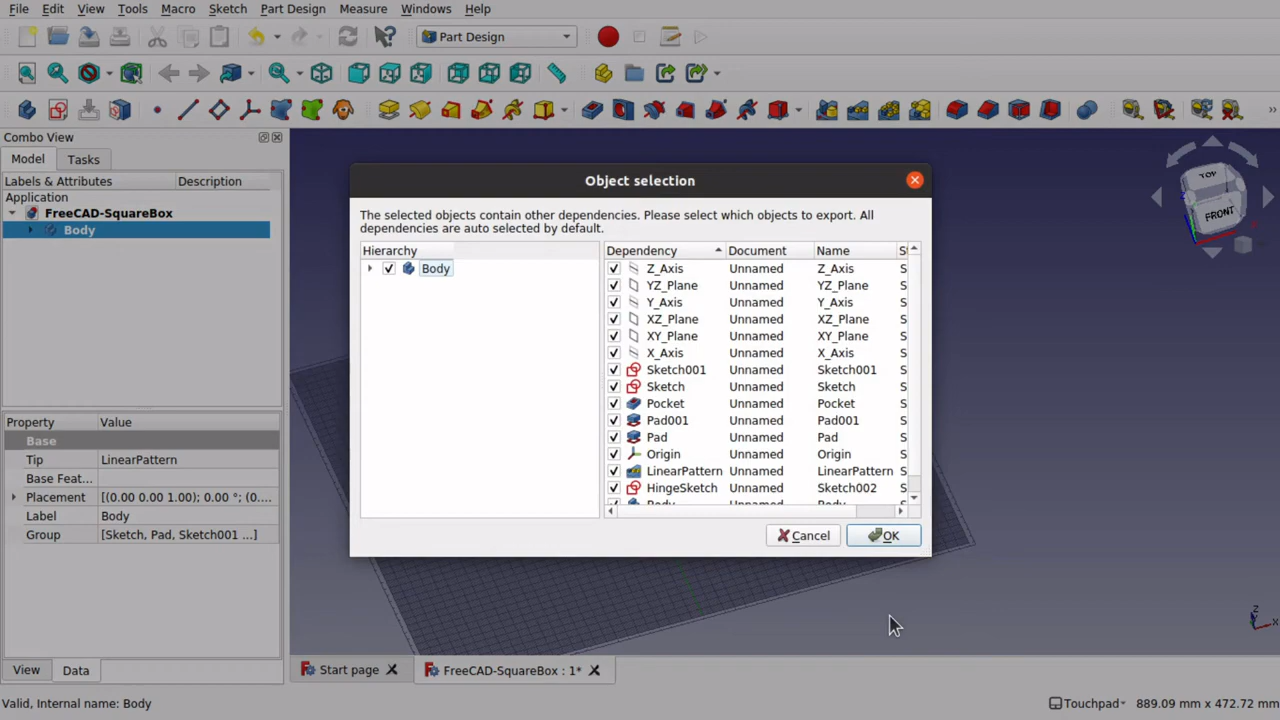 File Edit View Tools Macro Sketch Part Design Measure Windows Help
Part Design
Combo View
Model Tasks
Labels & Attributes Description
Application
FreeCAD-SquareBox
Body
Property Value
Base
Tip LinearPattern
Base Feat...
Placement [(0.00 0.00 1.00); 0.00 °; (0....
Label Body
Group [Sketch, Pad, Sketch001 ...]
View Data
Object selection
The selected objects contain other dependencies. Please select which objects to export. All
dependencies are auto selected by default.
Hierarchy
Body
Dependency Document Name
Z_Axis Unnamed Z_Axis S
YZ_Plane Unnamed YZ_Plane S
Y_Axis Unnamed Y_Axis S
XZ_Plane Unnamed XZ_Plane S
XY_Plane Unnamed XY_Plane S
X_Axis Unnamed X_Axis S
Sketch001 Unnamed Sketch001 S
Sketch Unnamed Sketch S
Pocket Unnamed Pocket S
Pad001 Unnamed Pad001 S
Pad Unnamed Pad S
Origin Unnamed Origin S
LinearPattern Unnamed LinearPattern S
HingeSketch Unnamed Sketch002 S
Cancel OK
TOP
FRONT
Z
X
Start page FreeCAD-SquareBox : 1*
Valid, Internal name: Body
Touchpad 889.09 mm x 472.72 mm